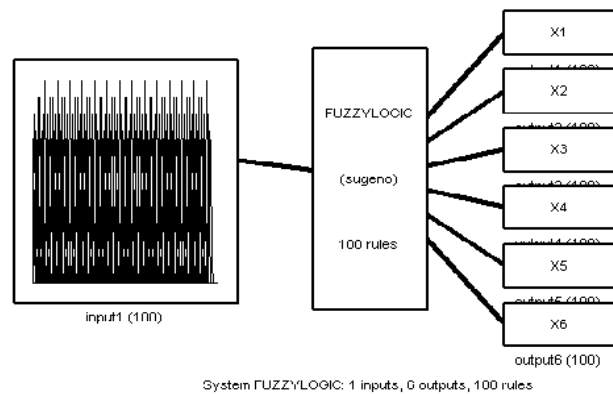 X1
X2
FUZZYLOGIC
X3
(sugeno)
X4
100 rules
X5
input1 (100)
X6
output6 (100)
System FUZZYLOGIC: 1 inputs, 6 outputs, 100 rules